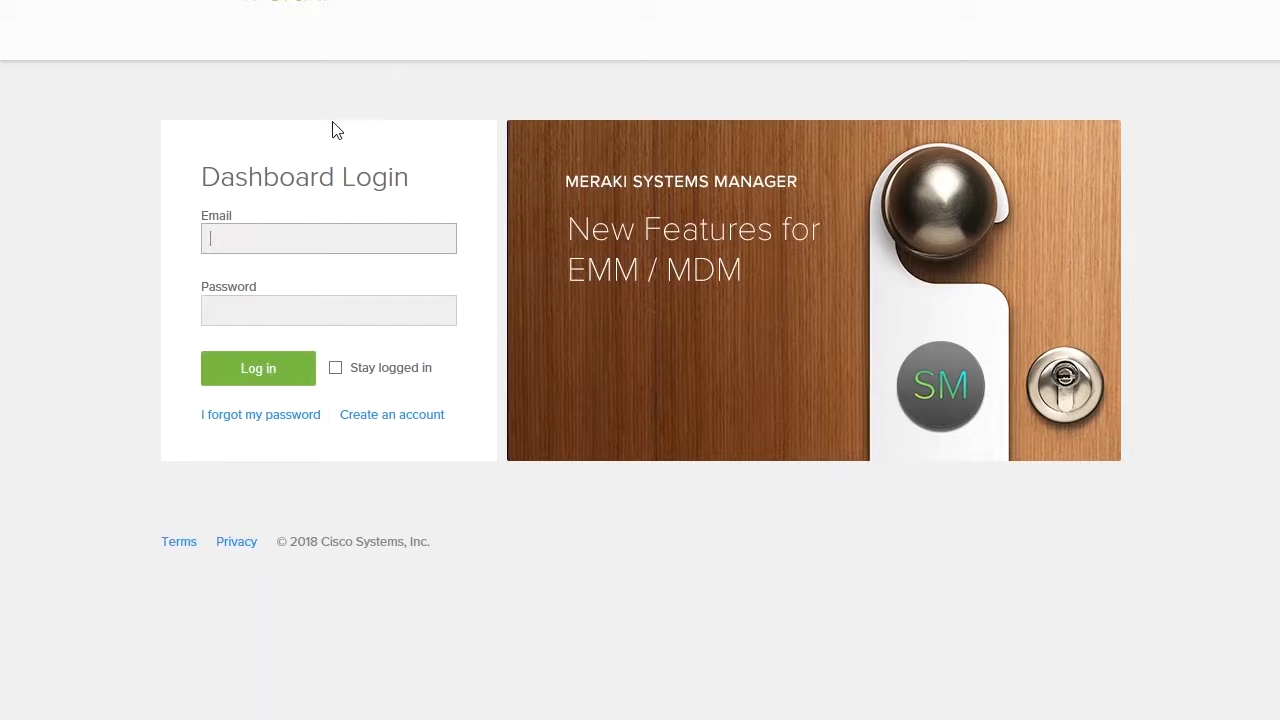 Dashboard Login
Email
Password
Log in
Stay logged in
I forgot my password
Create an account
MERAKI SYSTEMS MANAGER
New Features for
EMM / MDM
SM
Terms
Privacy
© 2018 Cisco Systems, Inc.